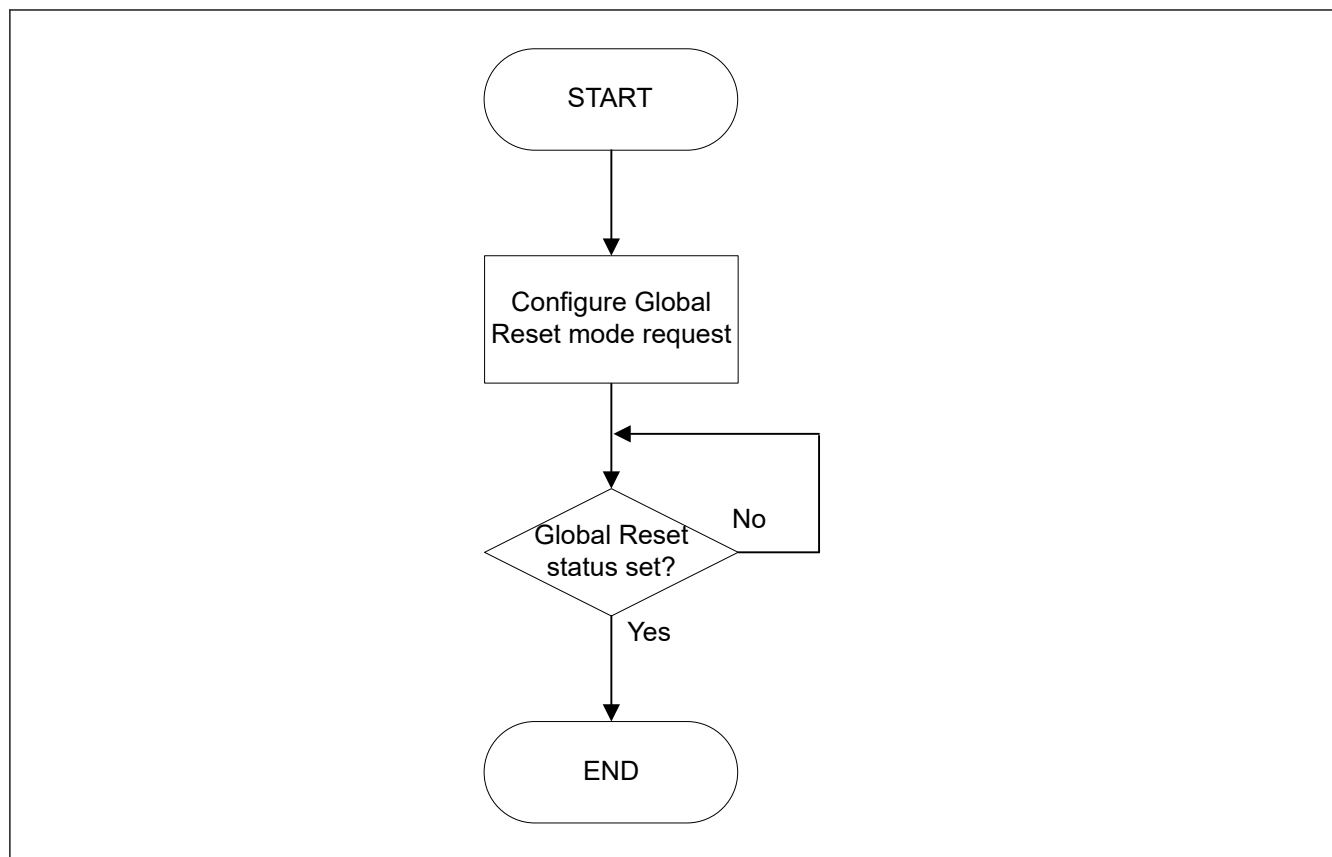 START
Configure Global
Reset mode request
No
Global Reset
status set?
Yes
END